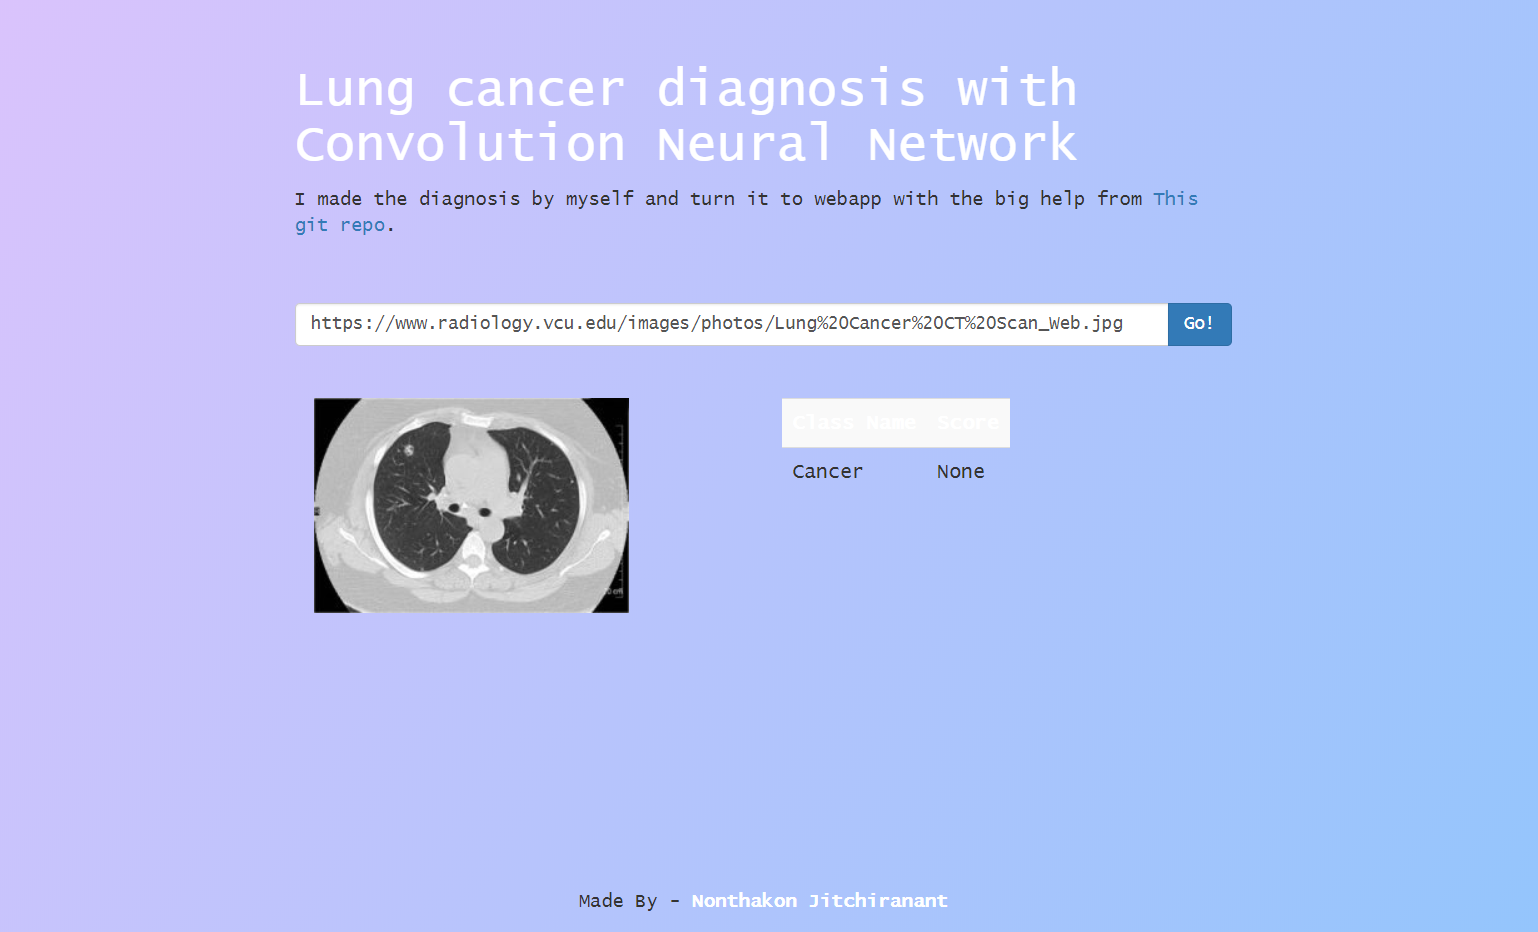 Lung cancer diagnosis with
Convolution Neural Network
I made the diagnosis by myself and turn it to webapp with the big help from This
git repo.
https://www.radiology.vcu.edu/images/photos/Lung%20Cancer%20CT%20Scan_Web.jpg Go!
Class Name Score
Cancer None
Made By - Nonthakon Jitchiranant